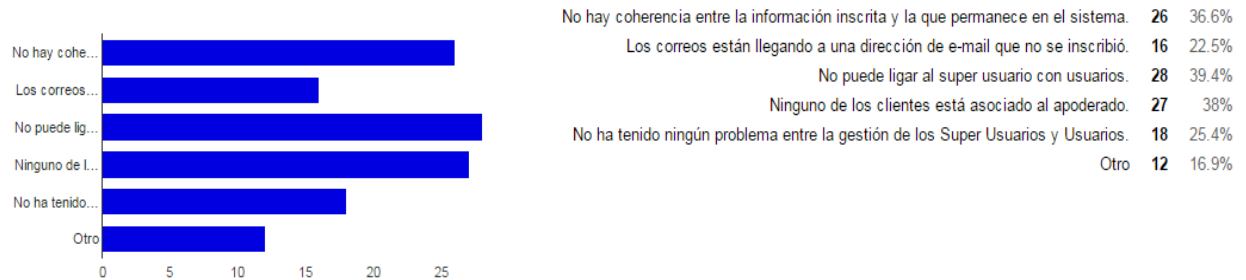 No hay cohe...
Los correos...
No puede lig...
Ninguno de l...
No ha tenido...
Otro
0 5 10 15 20 25
No hay coherencia entre la información inscrita y la que permanece en el sistema. 26 36.6%
Los correos están llegando a una dirección de e-mail que no se inscribió. 16 22.5%
No puede ligar al super usuario con usuarios. 28 39.4%
Ninguno de los clientes está asociado al apoderado. 27 38%
No ha tenido ningún problema entre la gestión de los Super Usuarios y Usuarios. 18 25.4%
Otro 12 16.9%